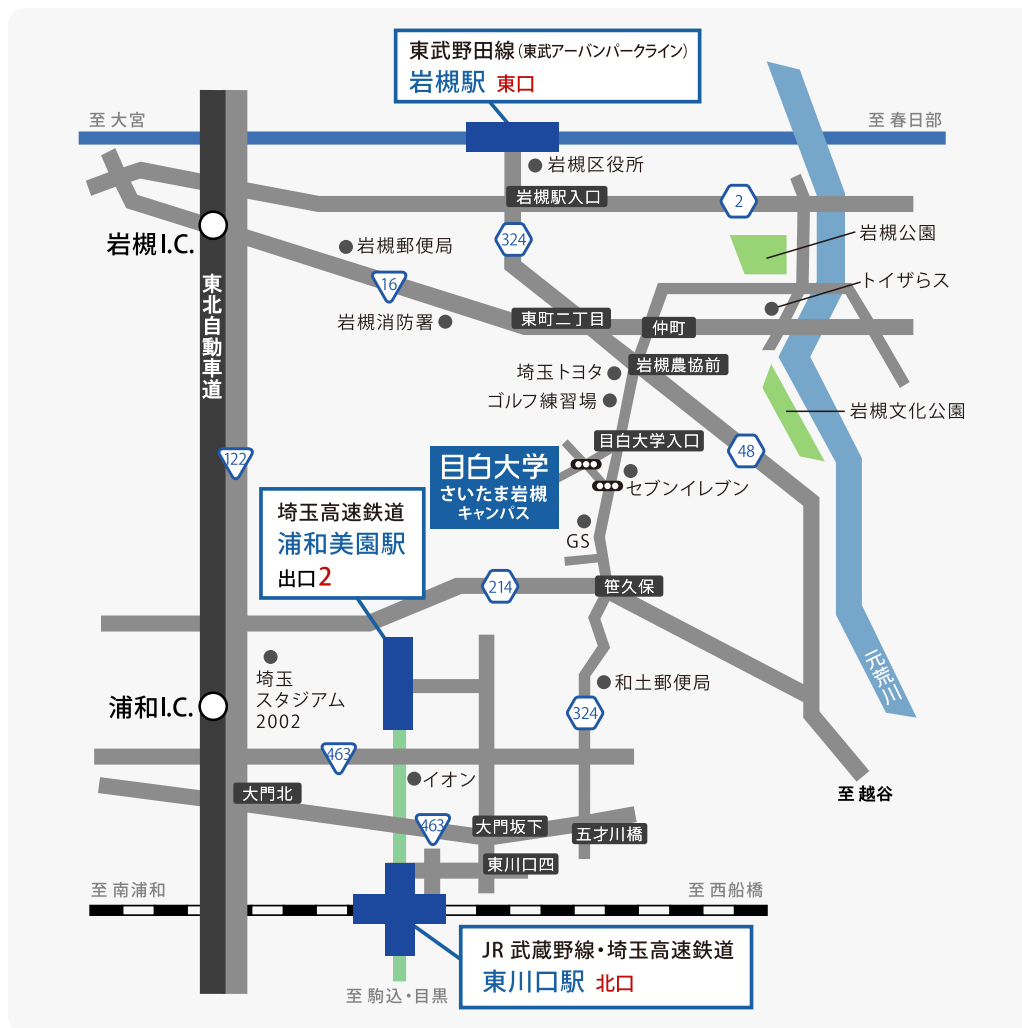 東武野田線（東武アーバンパークライン）
岩槻駅 東口
至 大宮
至 春日部
岩槻区役所
岩槻駅入口
2
岩槻I.C.
岩槻郵便局
324
岩槻公園
16
トイザらス
東北自動車道
岩槻消防署
東町二丁目
仲町
埼玉トヨタ
岩槻農協前
ゴルフ練習場
岩槻文化公園
目白大学入口
48
122
目白大学
さいたま岩槻
キャンパス
セブンイレブン
埼玉高速鉄道
浦和美園駅
出口2
GS
214
笹久保
埼玉
スタジアム
2002
元荒川
浦和I.C.
和土郵便局
324
463
イオン
大門北
至 越谷
463
大門坂下
五才川橋
東川口四
至 南浦和
至 西船橋
JR 武蔵野線・埼玉高速鉄道
東川口駅 北口
至 駒込・目黒